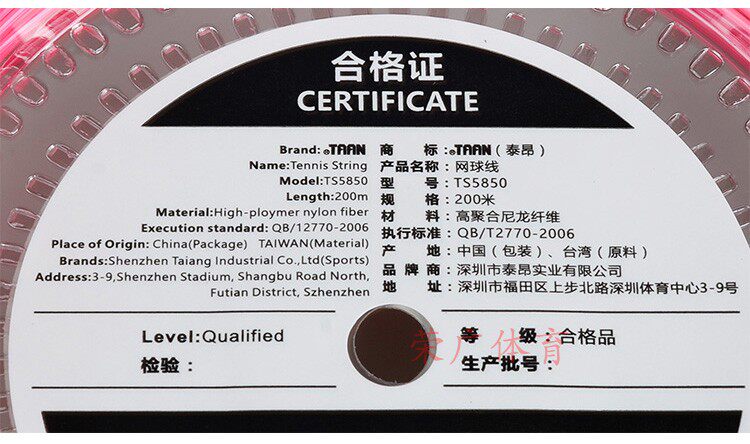 合格证
CERTIFICATE
Brand: TAAN 商 标: TAAN(泰昂)
Name:Tennis String 产品名称: 网球线
Model:TS5850 型 号: TS5850
Length:200m 规 格: 200米
Material:High-ploymer nylon fiber 材 料: 高聚合尼龙纤维
Execution standard: QB/12770-2006 执行标准: QB/T2770-2006
Place of Origin: China(Package) TAIWAN(Material) 产 地: 中国(包装)、台湾(原料)
Brands:Shenzhen Taiang Industrial Co.,Ltd(Sports) 品 牌 商: 深圳市泰昂实业有限公司
Address:3-9,Shenzhen Stadium, Shangbu Road North, 地 址: 深圳市福田区上步北路深圳体育中心3-9号
Futian District, Szhenzhen
Level:Qualified 等 级: 合格品
检验: 生产批号:
荣广体育